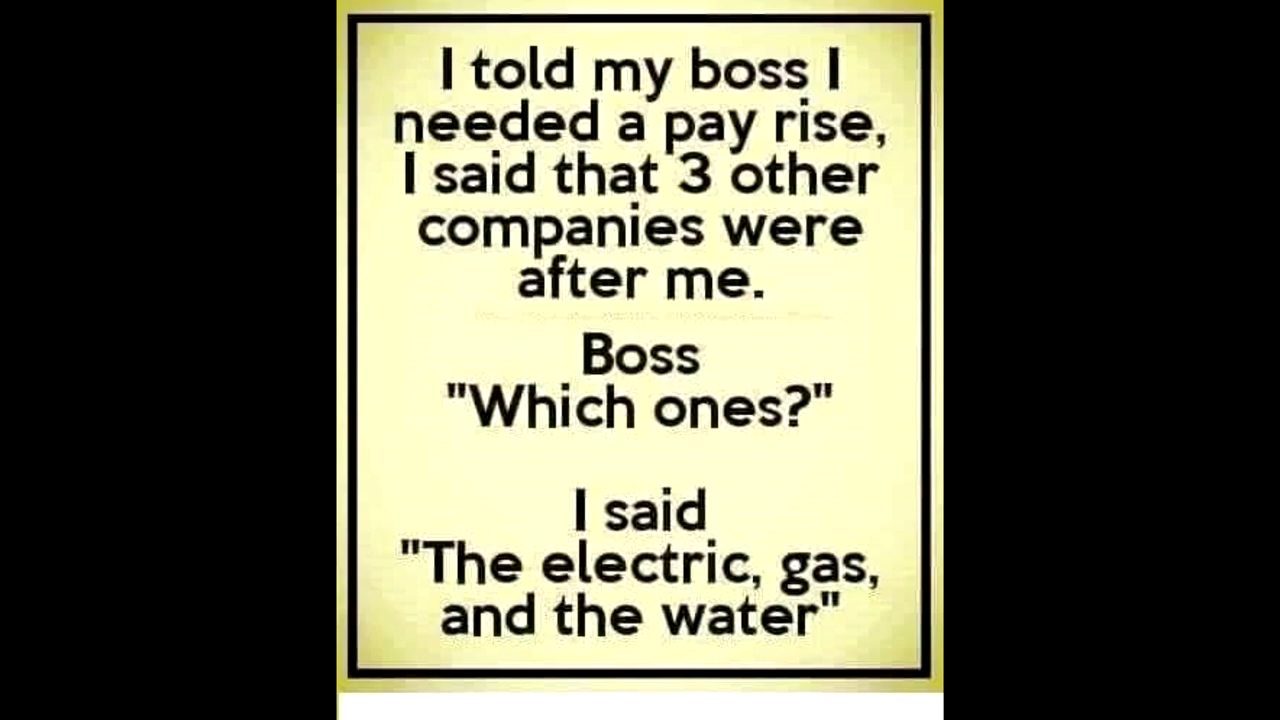 I told my boss I
needed a pay rise,
I said that 3 other
companies were
after me.
Boss
"Which ones?"
I said
"The electric, gas,
and the water"